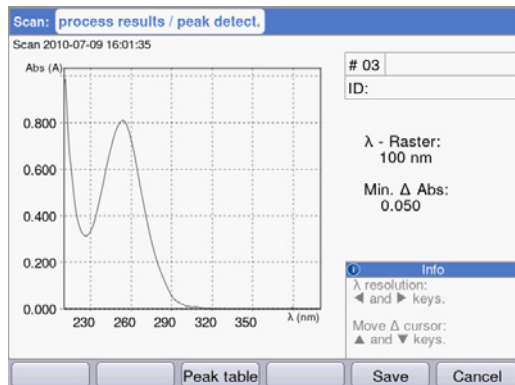 Scan: process results / peak detect.
Scan 2010-07-09 16:01:35
Abs (A)
# 03
ID:
0.800
0.600
0.400
0.200
0.000
230 260 290 320 350 λ (nm)
λ - Raster:
100 nm
Min. Δ Abs:
0.050
i Info
λ resolution:
◀ and ▶ keys.
Move Δ cursor:
▲ and ▼ keys.
Peak table Save Cancel